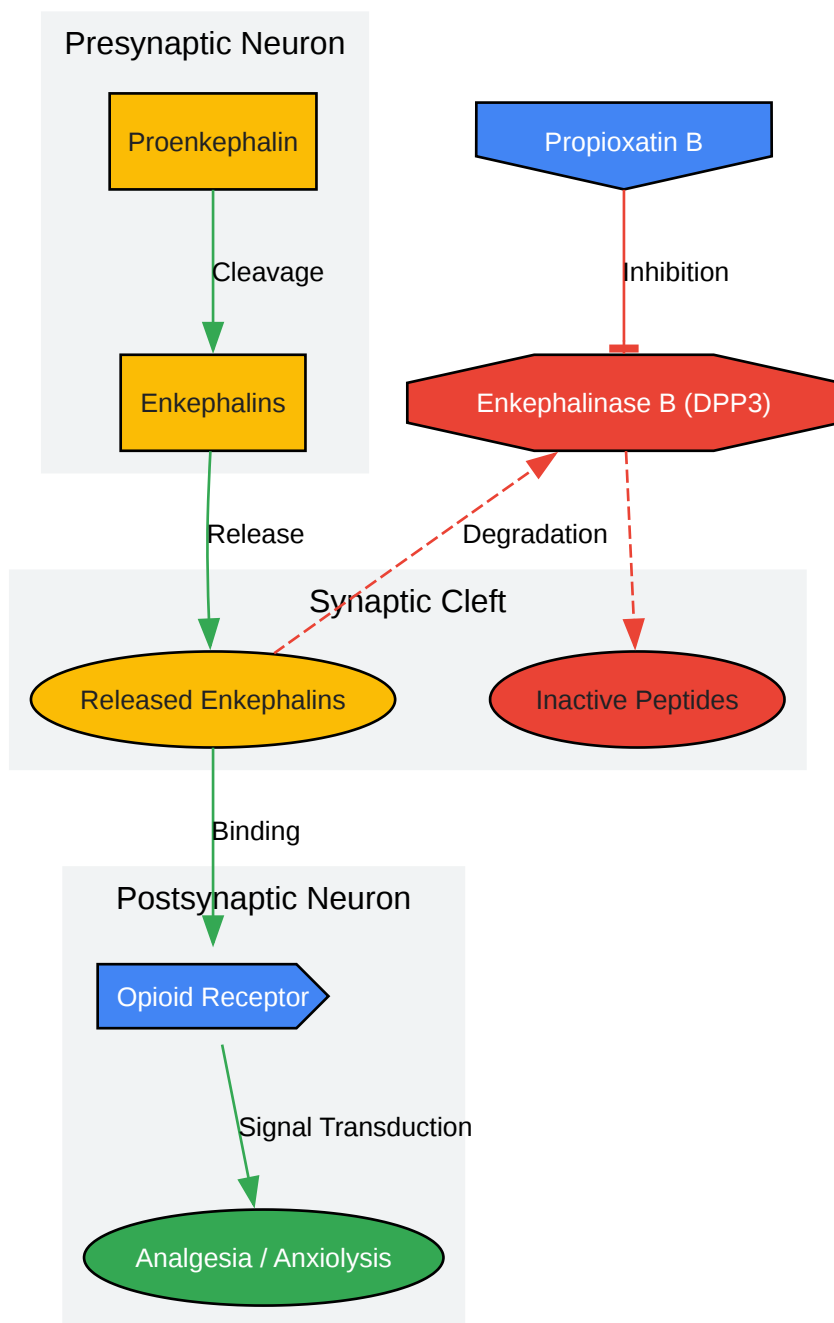 Presynaptic Neuron
Proenkephalin
Propioxatin B
Cleavage
Inhibition
Enkephalins
Enkephalinase B (DPP3)
Release
Degradation
Synaptic Cleft
Released Enkephalins
Inactive Peptides
Binding
Postsynaptic Neuron
Opioid Receptor
Signal Transduction
Analgesia / Anxiolysis